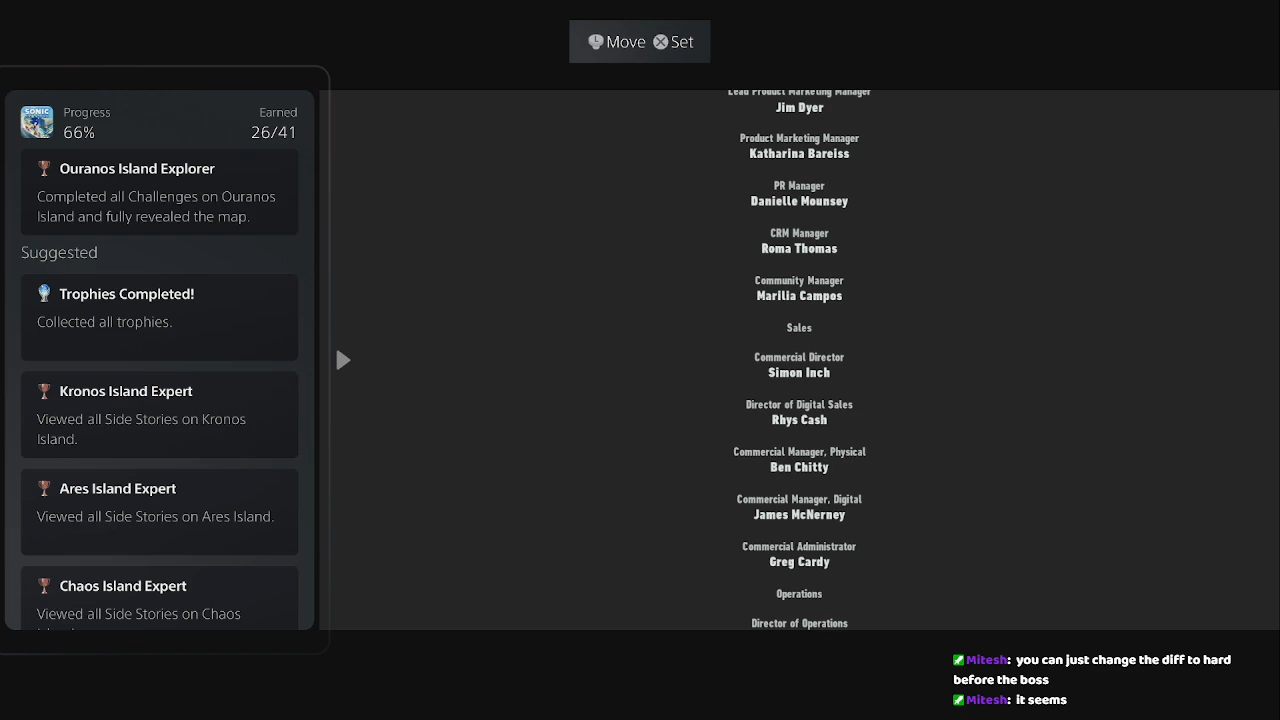 Move Set
Progress
Earned
66%
26/41
Ouranos Island Explorer
Completed all Challenges on Ouranos
Island and fully revealed the map.
Suggested
Trophies Completed!
Collected all trophies.
Kronos Island Expert
Viewed all Side Stories on Kronos
Island.
Ares Island Expert
Viewed all Side Stories on Ares Island.
Chaos Island Expert
Viewed all Side Stories on Chaos
SONIC
Lead Product Marketing Manager
Jim Dyer
Product Marketing Manager
Katharina Bareiss
PR Manager
Danielle Mounsey
CRM Manager
Roma Thomas
Community Manager
Marilia Campos
Sales
Commercial Director
Simon Inch
Director of Digital Sales
Rhys Cash
Commercial Manager, Physical
Ben Chitty
Commercial Manager, Digital
James McNerney
Commercial Administrator
Greg Cardy
Operations
Director of Operations
Mitesh: you can just change the diff to hard
before the boss
Mitesh: it seems